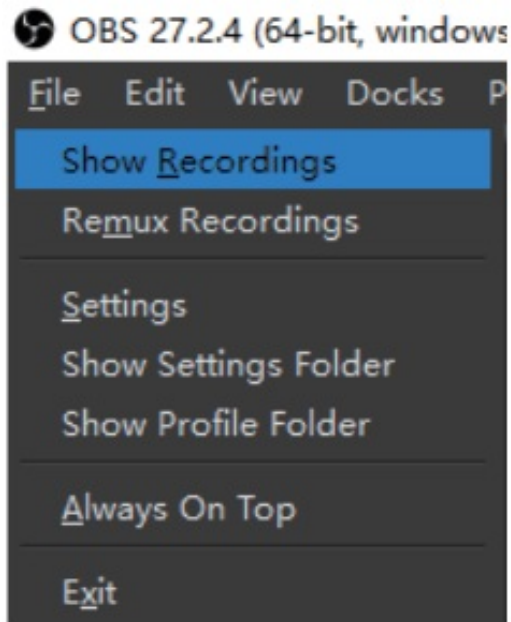 OBS 27.2.4 (64-bit, windows
File Edit View Docks P
Show Recordings
Remux Recordings
Settings
Show Settings Folder
Show Profile Folder
Always On Top
Exit